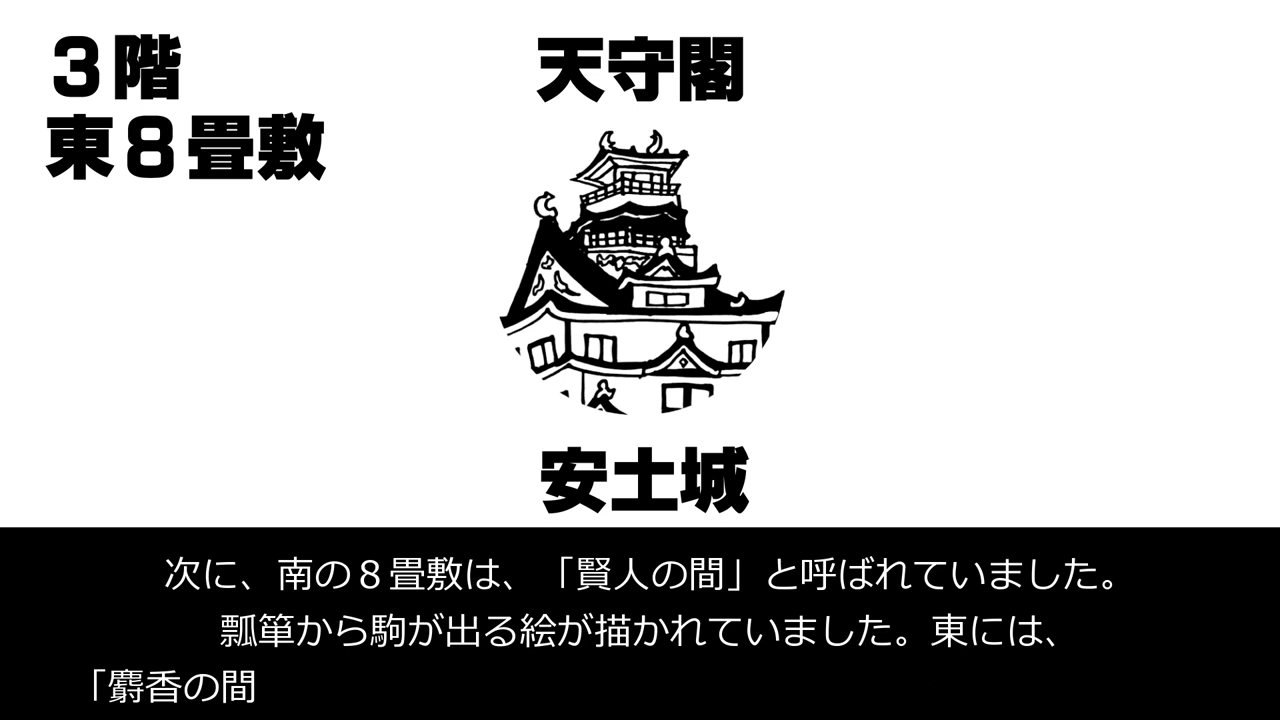 ３階
東８畳敷
天守閣
安土城
次に、南の８畳敷は、「賢人の間」と呼ばれていました。
瓢箪から駒が出る絵が描かれていました。東には、
「麝香の間